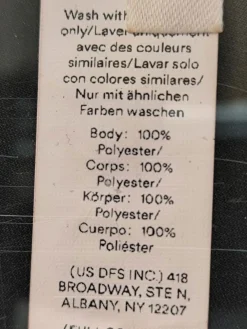 Wash with
only/Laver uniquement
avec des couleurs
similaires/Lavar solo
con colores similares/
Nur mit ähnlichen
Farben waschen
Body: 100%
Polyester/
Corps: 100%
Polyester/
Körper: 100%
Polyester/
Cuerpo: 100%
Poliéster
(US DFS INC.) 418
BROADWAY, STE N,
ALBANY, NY 12207